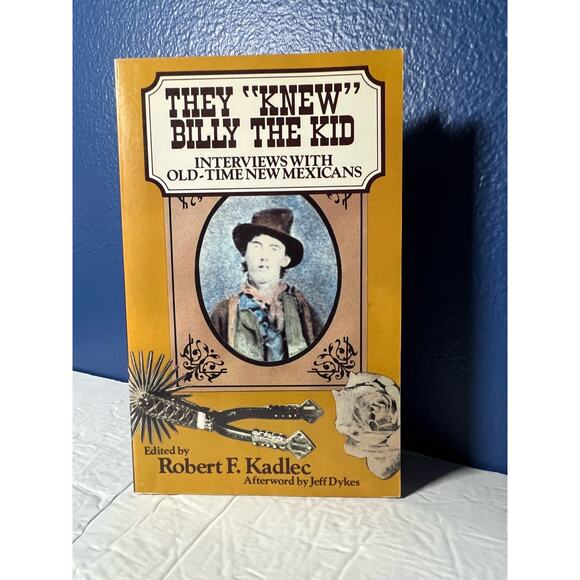 THEY "KNEW"
BILLY THE KID
INTERVIEWS WITH
OLD-TIME NEW MEXICANS
Edited by
Robert F. Kadlec
Afterword by Jeff Dykes